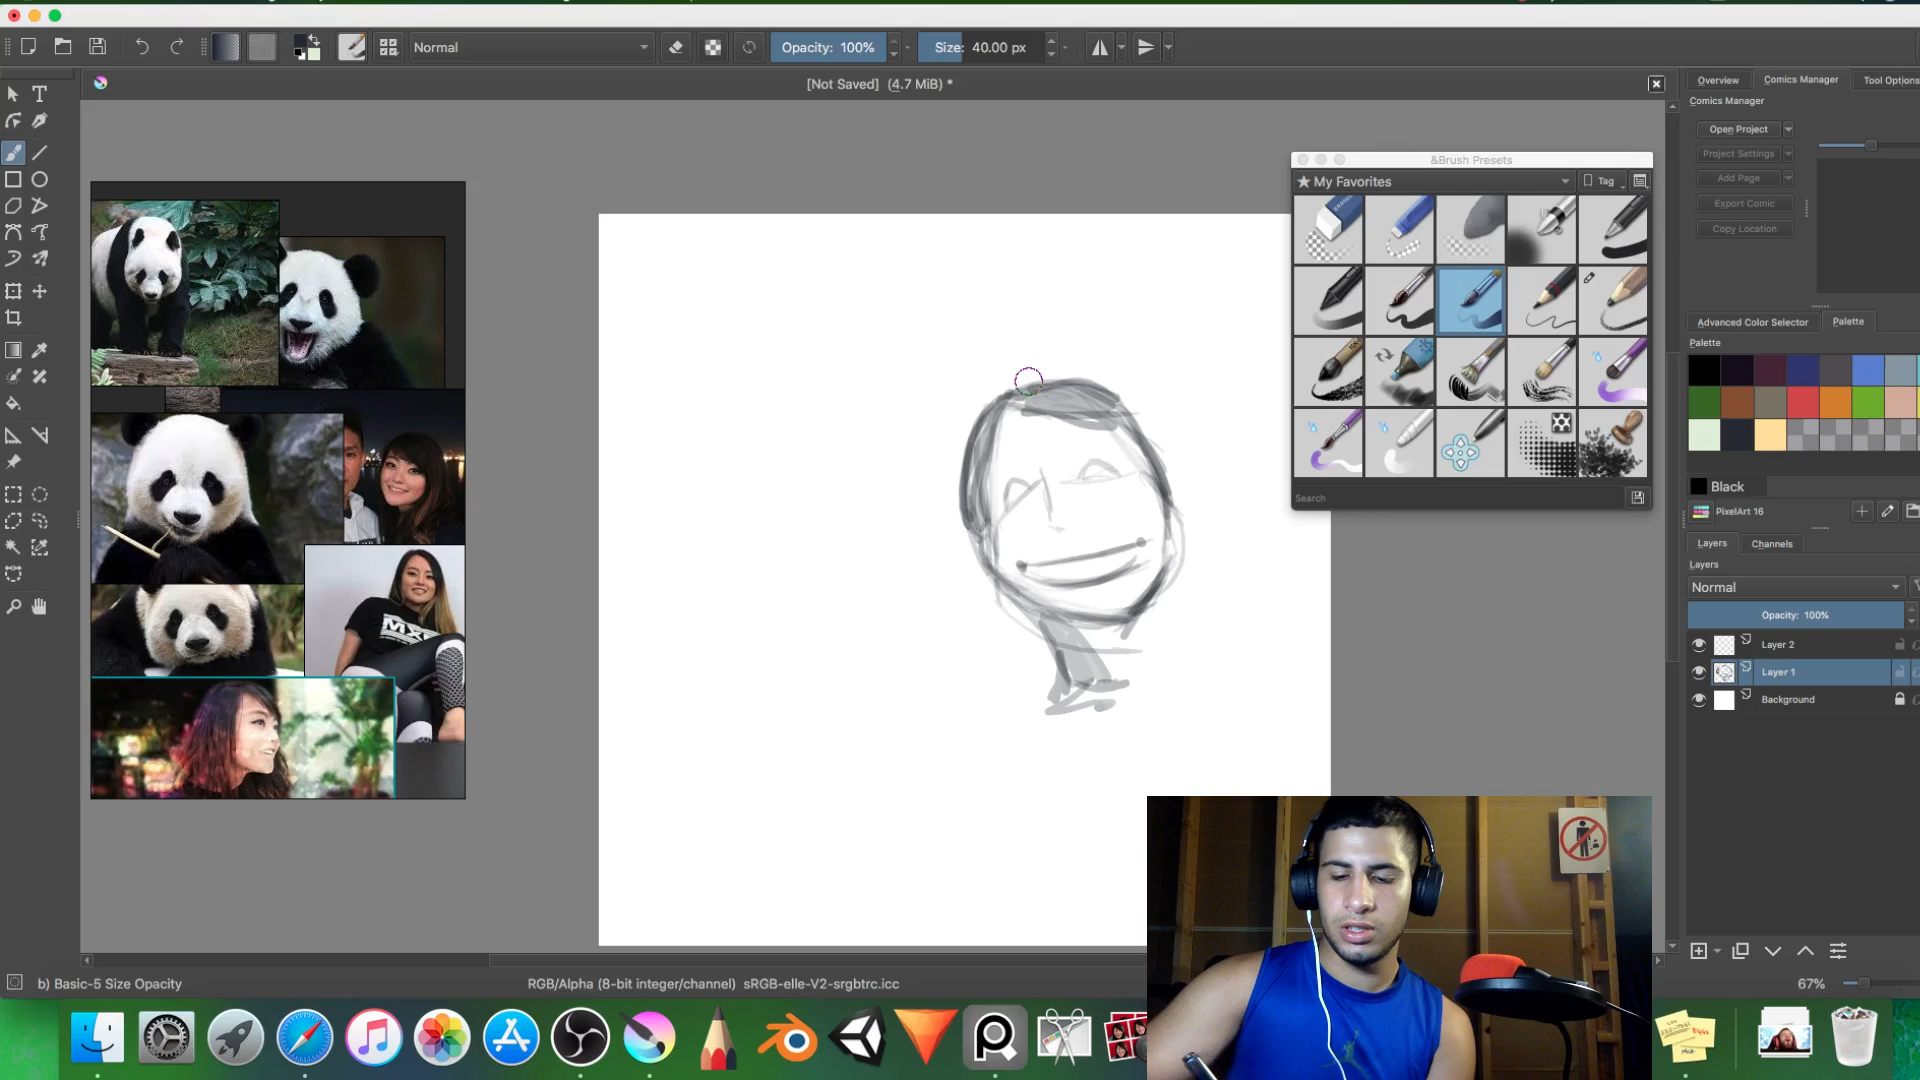 Normal
Opacity: 100%
Size: 40.00 px
[Not Saved] (4.7 MiB) *
Overview
Comics Manager
Tool Options
Comics Manager
Open Project
Project Settings
Add Page
Export Comic
Copy Location
&Brush Presets
My Favorites
Tag
Search
Advanced Color Selector
Palette
Palette
Black
PixelArt 16
Layers
Channels
Layers
Normal
Opacity: 100%
Layer 2
Layer 1
Background
67%
b) Basic-5 Size Opacity
RGB/Alpha (8-bit integer/channel) sRGB-elle-V2-srgbtrc.icc